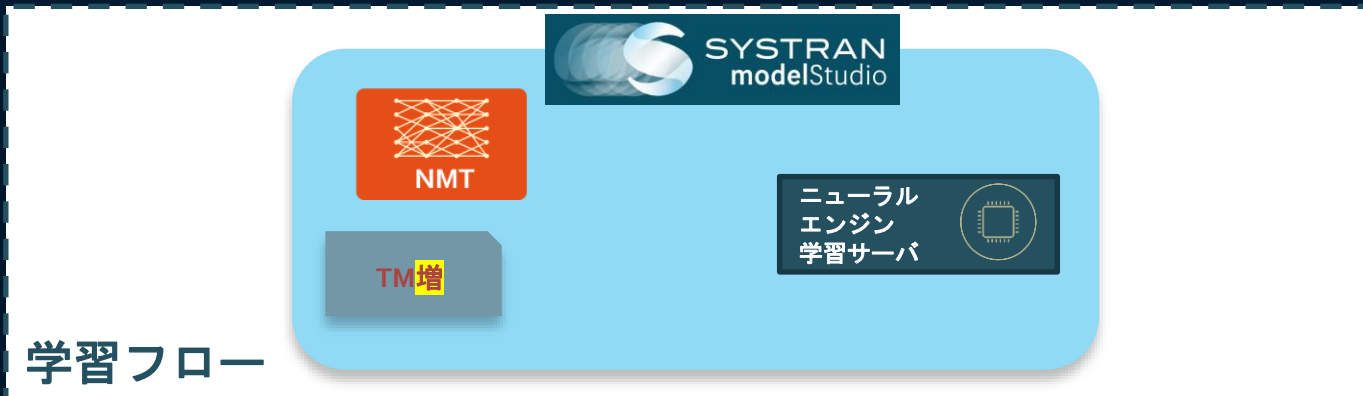 SYSTRAN
modelStudio
NMT
ニューラル
エンジン
学習サーバ
TM増
学習フロー